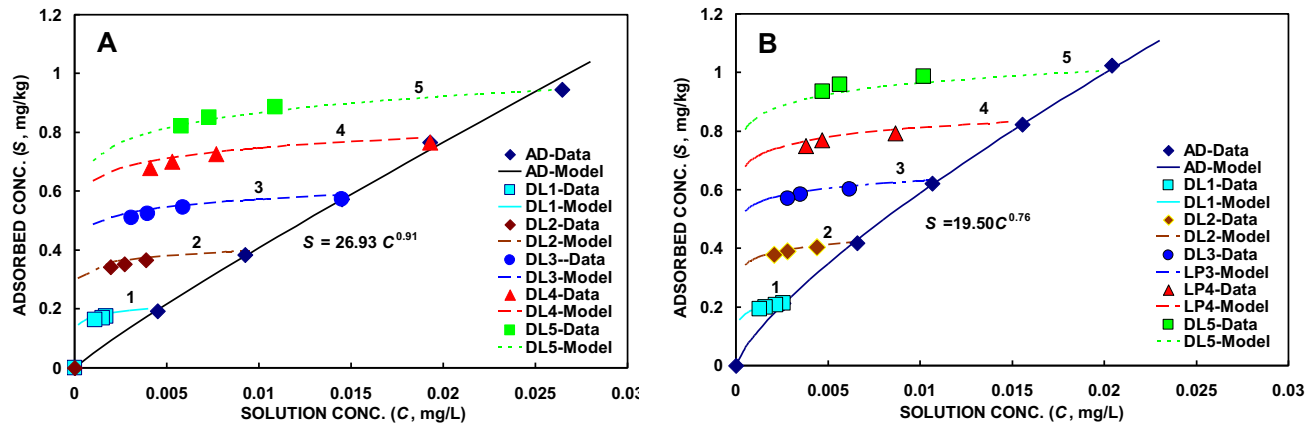 A
ADSORBED CONC. (S, mg/kg)
1.2
1
0.8
0.6
0.4
0.2
0
0
0.005
0.01
0.015
0.02
0.025
0.03
SOLUTION CONC. (C, mg/L)
5
4
3
2
1
S = 26.93 C^0.91
AD-Data
AD-Model
DL1-Data
DL1-Model
DL2-Data
DL2-Model
DL3--Data
DL3-Model
DL4-Data
DL4-Model
DL5-Data
DL5-Model
B
ADSORBED CONC. (S, mg/kg)
1.2
1
0.8
0.6
0.4
0.2
0
0
0.005
0.01
0.015
0.02
0.025
0.03
SOLUTION CONC. (C, mg/L)
5
4
3
2
1
S =19.50C^0.76
AD-Data
AD-Model
DL1-Data
DL1-Model
DL2-Data
DL2-Model
DL3-Data
LP3-Model
LP4-Data
LP4-Model
DL5-Data
DL5-Model